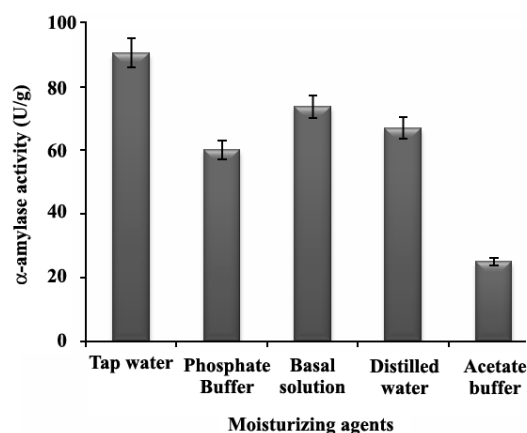 α-amylase activity (U/g)
100
80
60
40
20
0
Tap water
Phosphate
Buffer
Basal
solution
Distilled
water
Acetate
buffer
Moisturizing agents